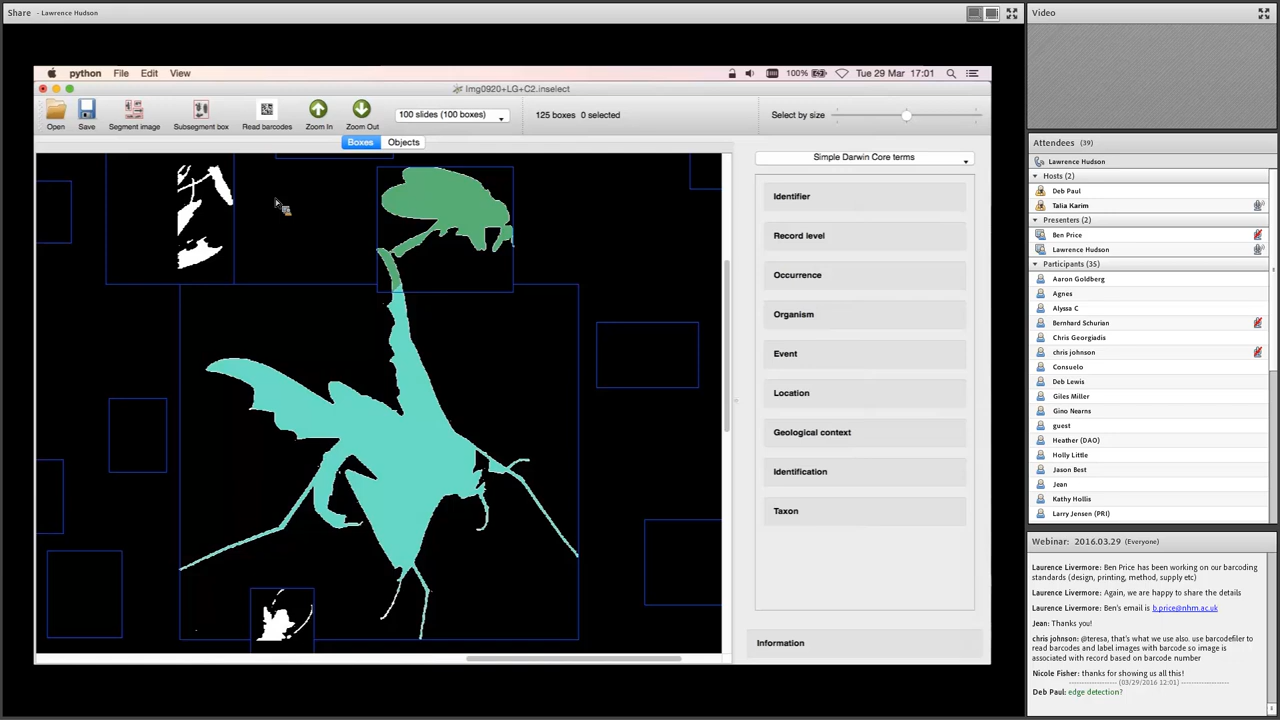 Share - Lawrence Hudson
Video
python File Edit View
100% Tue 29 Mar 17:01
Img0920+LG+C2.inselect
Open Save Segment image Subsegment box Read barcodes Zoom In Zoom Out
100 slides (100 boxes)
125 boxes 0 selected
Select by size
Boxes Objects
Simple Darwin Core terms
Identifier
Record level
Occurrence
Organism
Event
Location
Geological context
Identification
Taxon
Information
Attendees (39)
Lawrence Hudson
Hosts (2)
Deb Paul
Talia Karim
Presenters (2)
Ben Price
Lawrence Hudson
Participants (35)
Aaron Goldberg
Agnes
Alyssa C
Bernhard Schurian
Chris Georgiadis
chris johnson
Consuelo
Deb Lewis
Giles Miller
Gino Nearns
guest
Heather (DAO)
Holly Little
Jason Best
Jean
Kathy Hollis
Larry Jensen (PRI)
Webinar: 2016.03.29 (Everyone)
Laurence Livermore: Ben Price has been working on our barcoding
standards (design, printing, method, supply etc)
Laurence Livermore: Again, we are happy to share the details
Laurence Livermore: Ben's email is b.price@nhm.ac.uk
Jean: Thanks you!
chris johnson: @teresa, that's what we use also. use barcodefiler to
read barcodes and label images with barcode so image is
associated with record based on barcode number
Nicole Fisher: thanks for showing us all this!
(03/29/2016 12:01)
Deb Paul: edge detection?